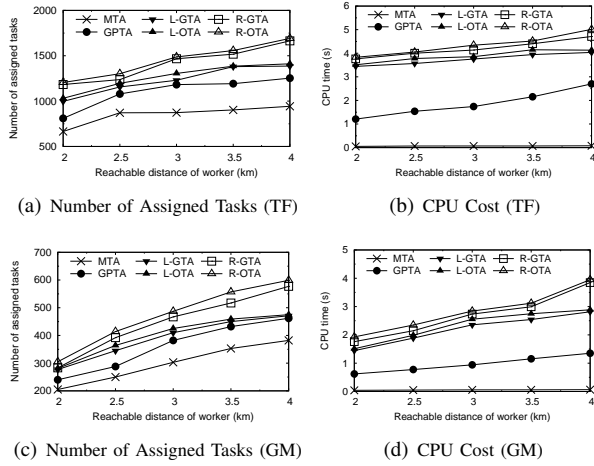 2000
1500
1000
500
Number of assigned tasks
MTA L-GTA R-GTA
GPTA L-OTA R-OTA
2 2.5 3 3.5 4
Reachable distance of worker (km)
(a) Number of Assigned Tasks (TF)
6
5
4
3
2
1
0
CPU time (s)
MTA L-GTA R-GTA
GPTA L-OTA R-OTA
2 2.5 3 3.5 4
Reachable distance of worker (km)
(b) CPU Cost (TF)
700
600
500
400
300
200
Number of assigned tasks
MTA L-GTA R-GTA
GPTA L-OTA R-OTA
2 2.5 3 3.5 4
Reachable distance of worker (km)
(c) Number of Assigned Tasks (GM)
5
4
3
2
1
0
CPU time (s)
MTA L-GTA R-GTA
GPTA L-OTA R-OTA
2 2.5 3 3.5 4
Reachable distance of worker (km)
(d) CPU Cost (GM)